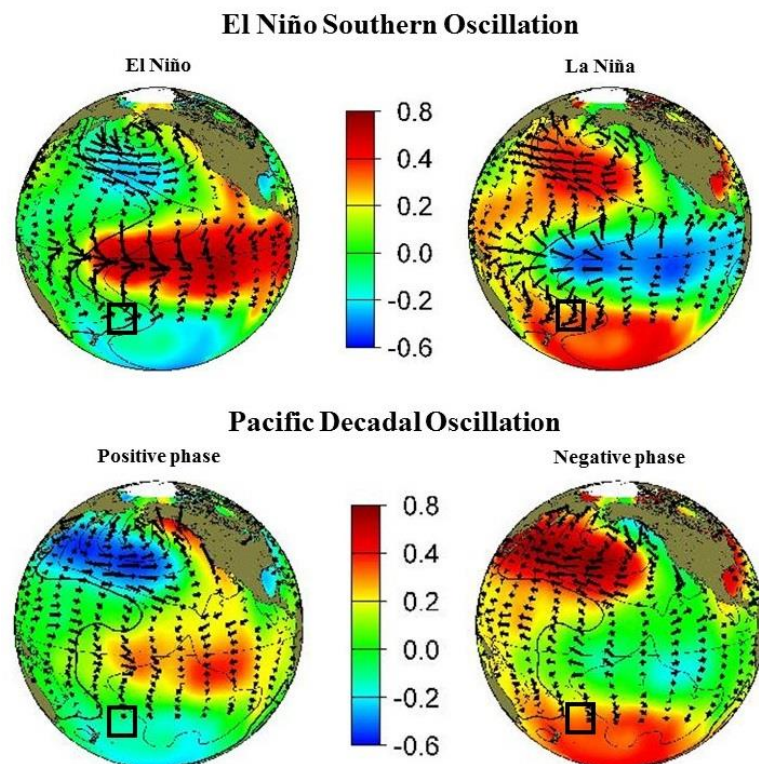 El Niño Southern Oscillation
El Niño
La Niña
0.8
0.4
0.2
0.0
-0.2
-0.6
Pacific Decadal Oscillation
Positive phase
Negative phase
0.8
0.4
0.2
0.0
-0.2
-0.6